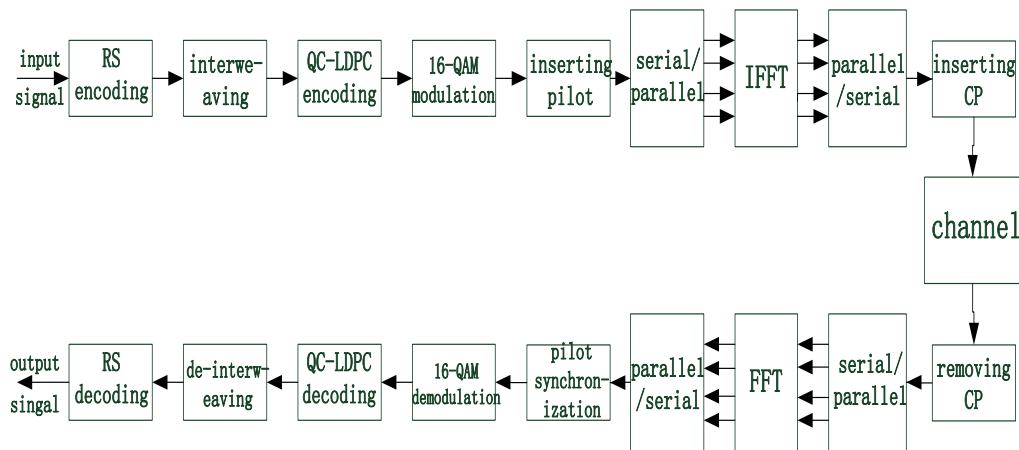 input
signal
RS
encoding
interwe-
aving
QC-LDPC
encoding
16-QAM
modulation
inserting
pilot
serial/
parallel
IFFT
parallel
/serial
inserting
CP
channel
output
singal
RS
decoding
de-interw-
eaving
QC-LDPC
decoding
16-QAM
demodulation
pilot
synchron-
ization
parallel
/serial
FFT
serial/
parallel
removing
CP